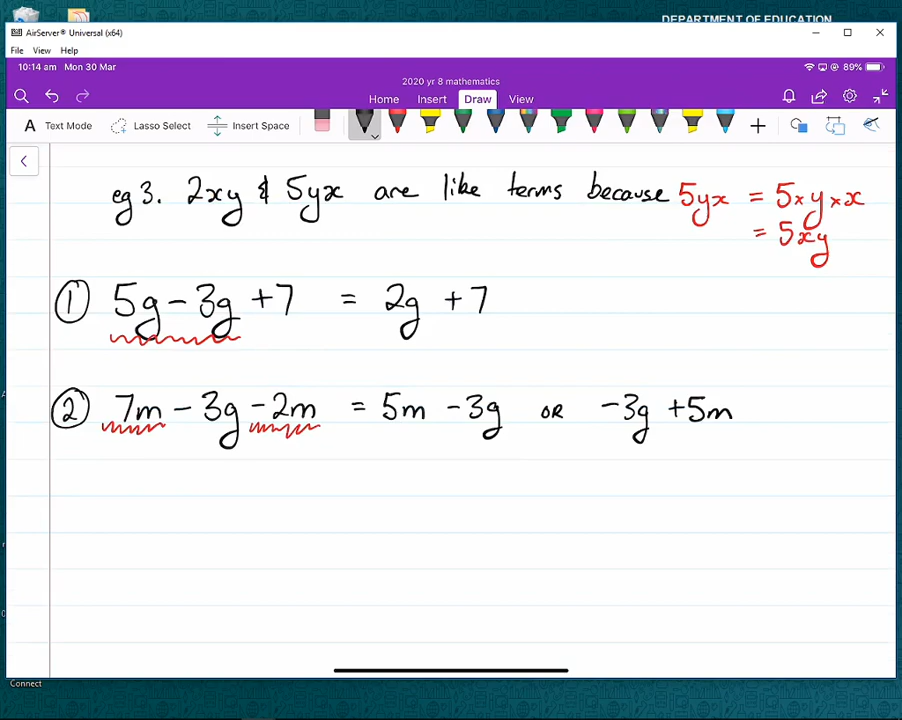 DEPARTMENT OF EDUCATION
AirServer® Universal (x64)
File View Help
10:14 am Mon 30 Mar 89%
2020 yr 8 mathematics
Home Insert Draw View
A Text Mode Lasso Select Insert Space
eg 3. 2xy & 5yx are like terms because 5yx = 5×y×x
= 5xy
① 5g - 3g + 7 = 2g + 7
② 7m - 3g - 2m = 5m - 3g OR -3g + 5m
Connect